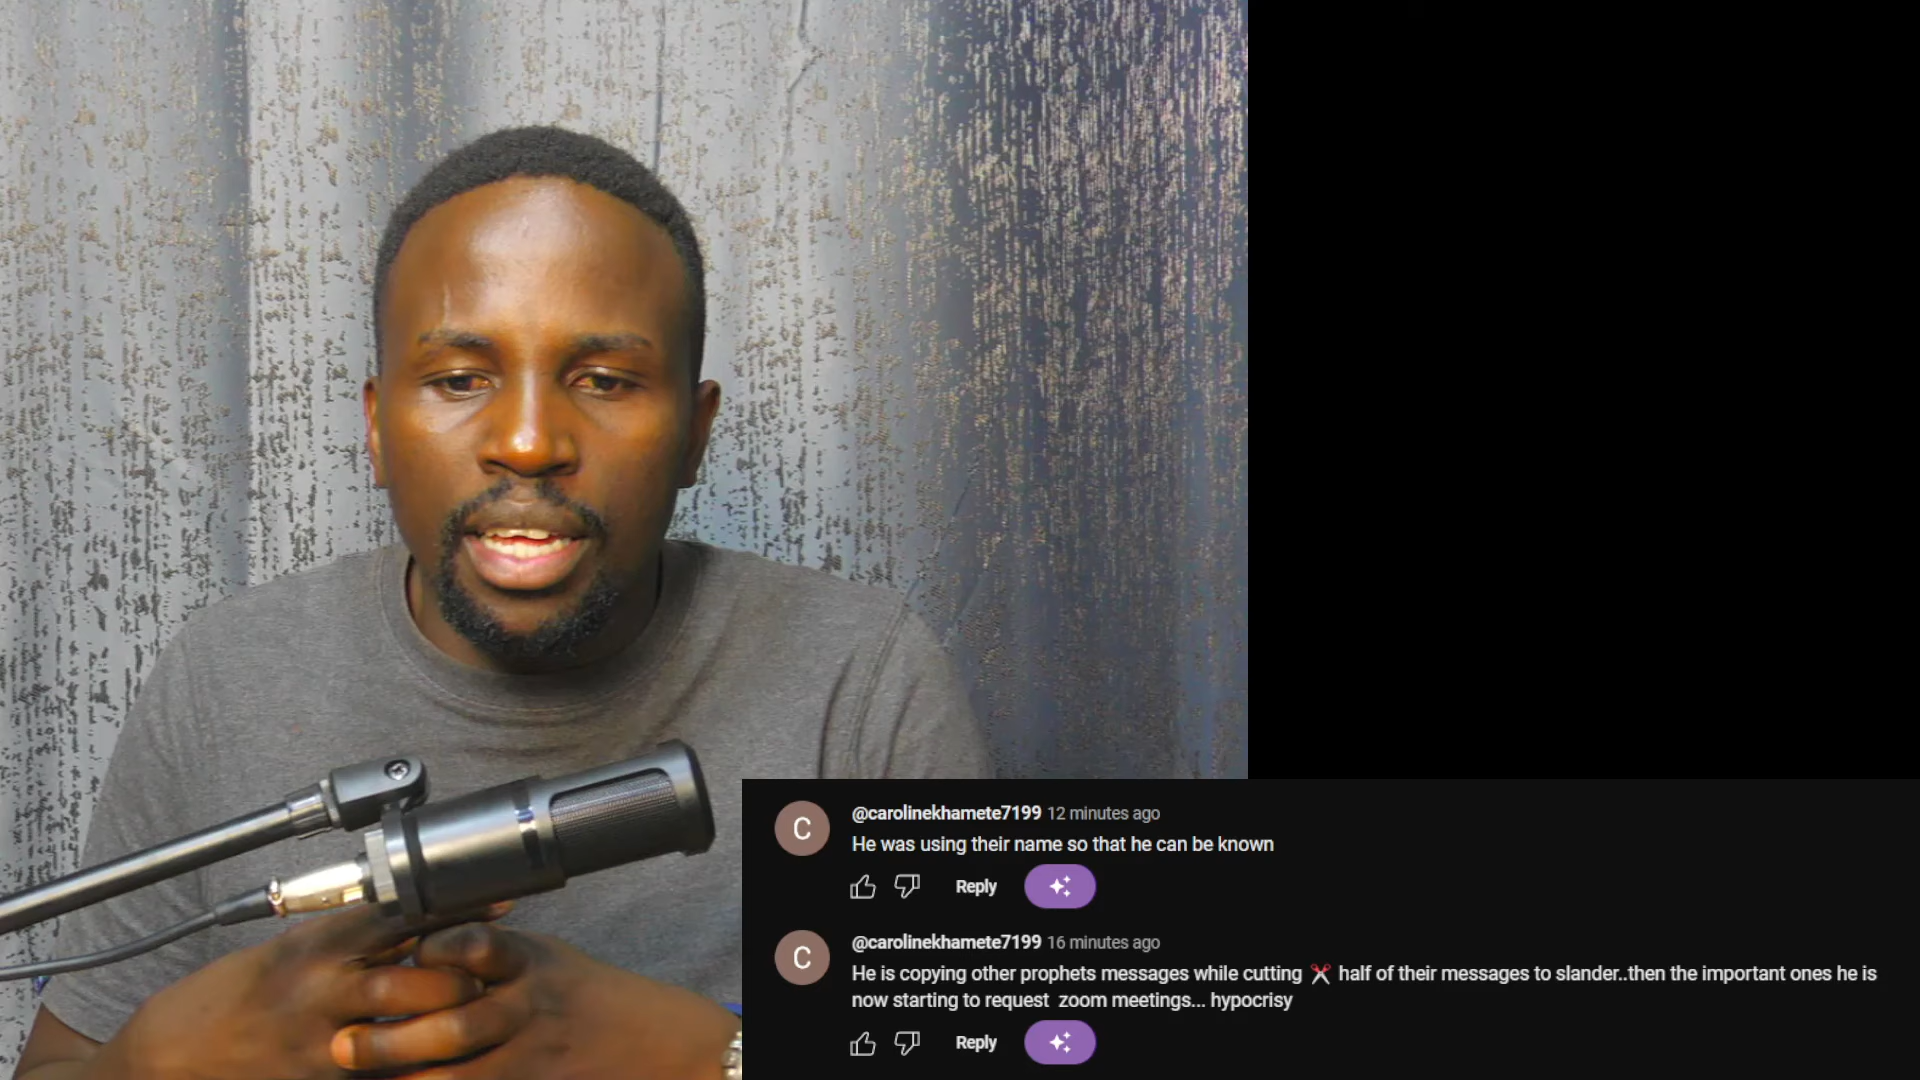 C
@carolinekhamete7199 12 minutes ago
He was using their name so that he can be known
Reply
C
@carolinekhamete7199 16 minutes ago
He is copying other prophets messages while cutting ✂️ half of their messages to slander..then the important ones he is
now starting to request zoom meetings... hypocrisy
Reply